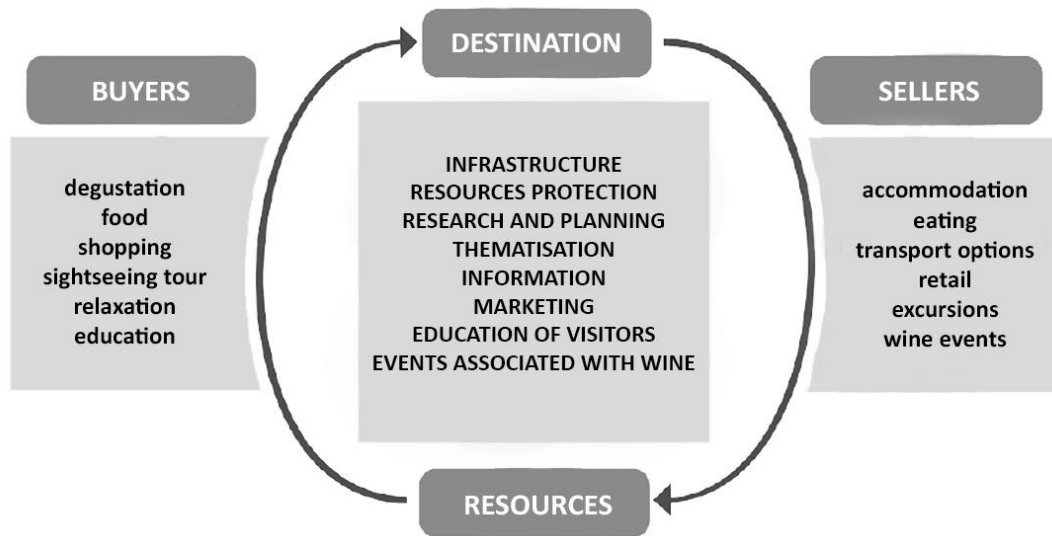 DESTINATION
BUYERS
degustation
food
shopping
sightseeing tour
relaxation
education
INFRASTRUCTURE
RESOURCES PROTECTION
RESEARCH AND PLANNING
THEMATISATION
INFORMATION
MARKETING
EDUCATION OF VISITORS
EVENTS ASSOCIATED WITH WINE
SELLERS
accommodation
eating
transport options
retail
excursions
wine events
RESOURCES